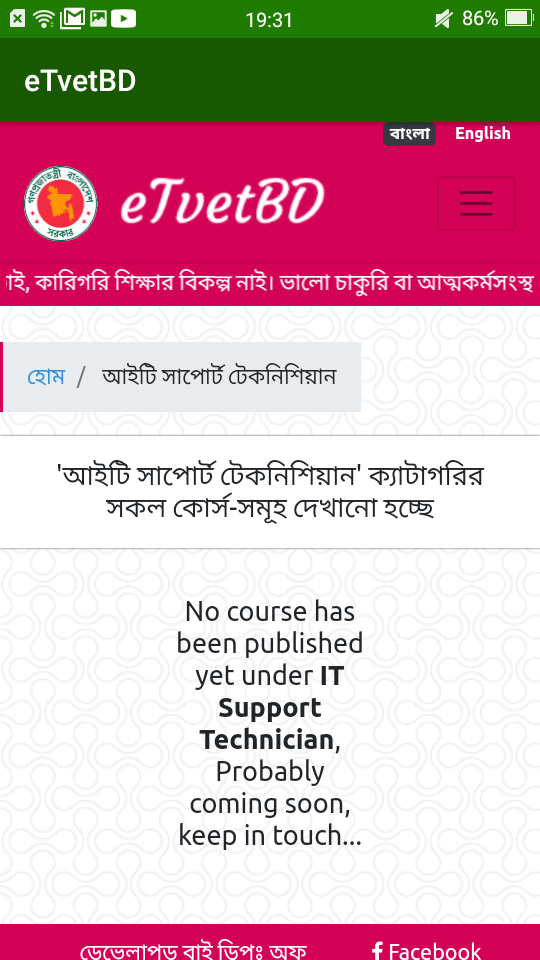 19:31
86%
eTvetBD
বাংলা English
গণপ্রজাতন্ত্রী বাংলাদেশ
সরকার
eTvetBD
কারিগরি শিক্ষার বিকল্প নাই। ভালো চাকুরি বা আত্মকর্মসংস্থ
হোম / আইটি সাপোর্ট টেকনিশিয়ান
'আইটি সাপোর্ট টেকনিশিয়ান' ক্যাটাগরির
সকল কোর্স-সমূহ দেখানো হচ্ছে
No course has
been published
yet under IT
Support
Technician,
Probably
coming soon,
keep in touch...
ডেভেলাপড বাই ডিপঃ অফ Facebook